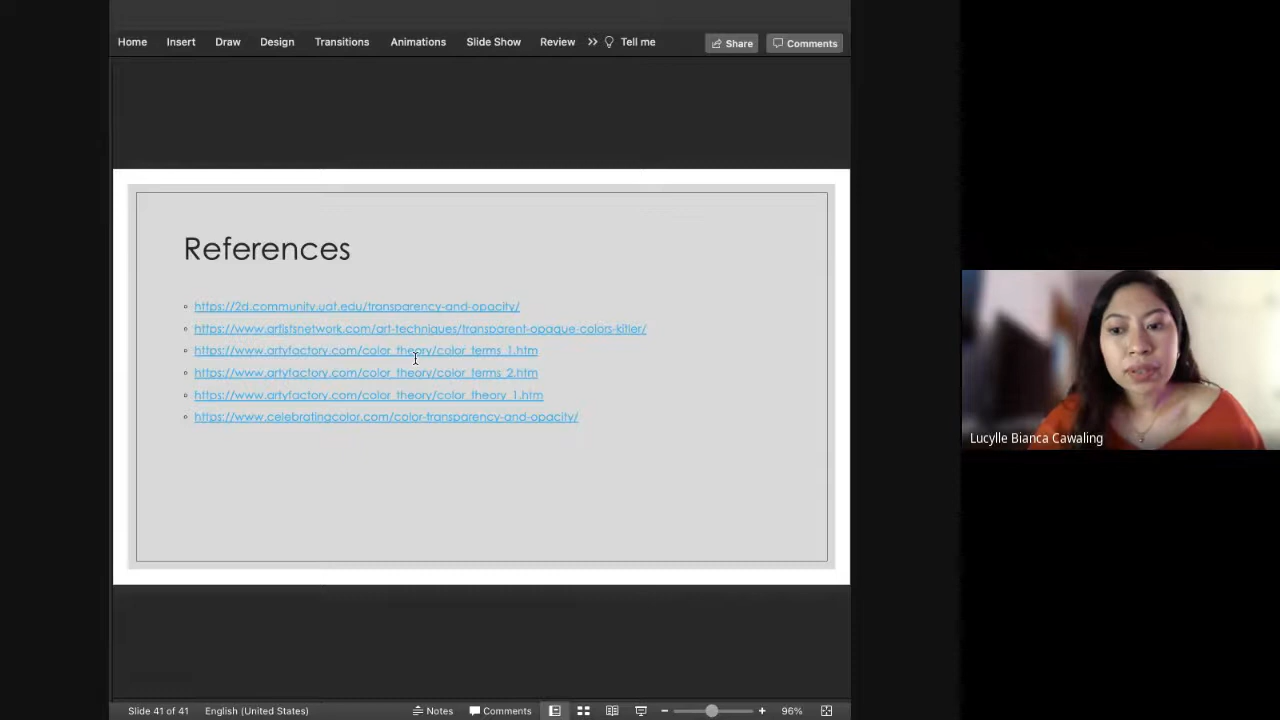 Home Insert Draw Design Transitions Animations Slide Show Review >> Tell me Share Comments
References
https://2d.community.uat.edu/transparency-and-opacity/
https://www.artistsnetwork.com/art-techniques/transparent-opaque-colors-kitler/
https://www.artyfactory.com/color_theory/color_terms_1.htm
https://www.artyfactory.com/color_theory/color_terms_2.htm
https://www.artyfactory.com/color_theory/color_theory_1.htm
https://www.celebratingcolor.com/color-transparency-and-opacity/
Lucylle Bianca Cawaling
Slide 41 of 41 English (United States) Notes Comments 96%